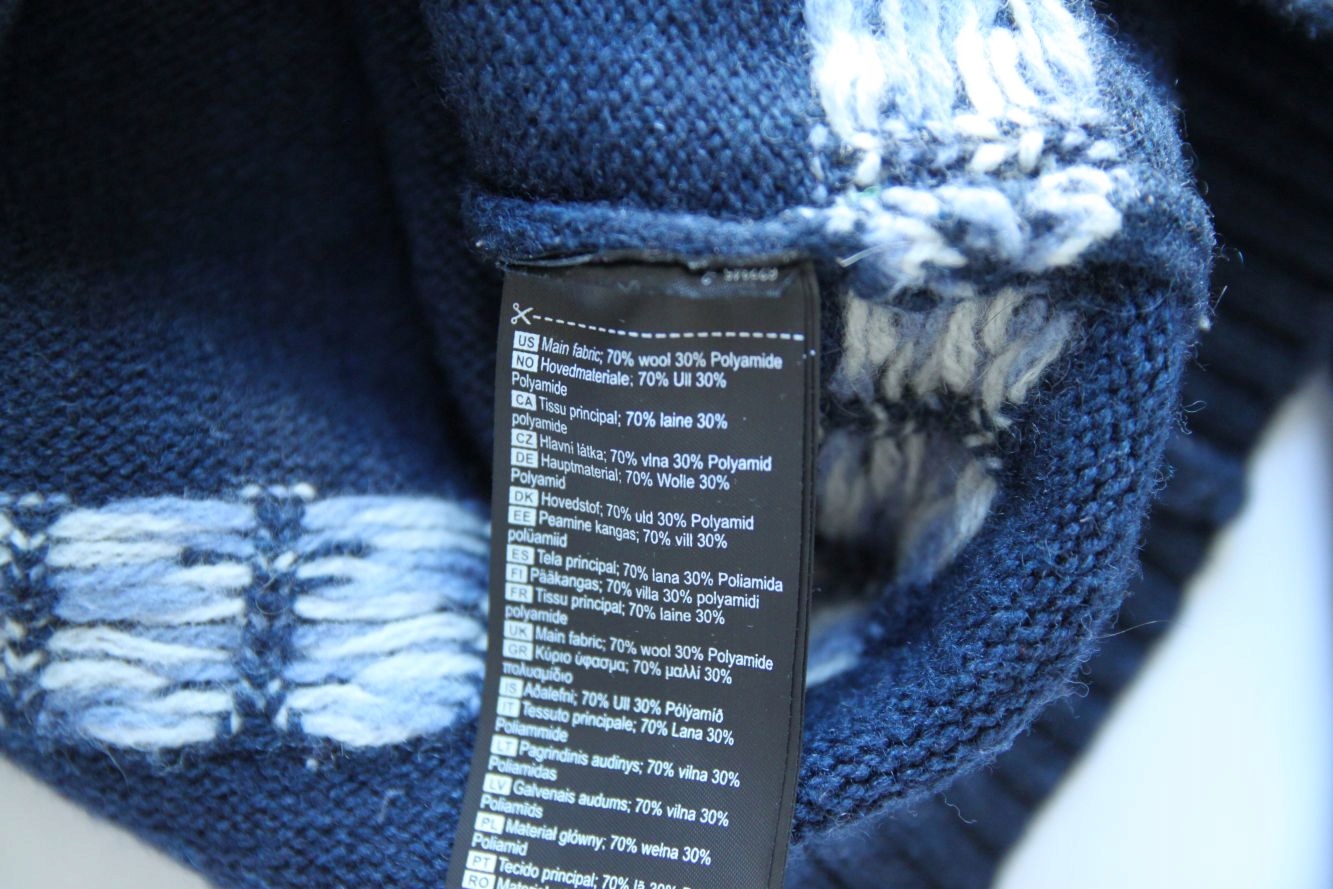 US Main fabric; 70% wool 30% Polyamide
NO Hovedmateriale; 70% Ull 30%
Polyamide
CA Tissu principal; 70% laine 30%
polyamide
CZ Hlavni látka; 70% vlna 30% Polyamid
DE Hauptmaterial; 70% Wolle 30%
Polyamid
DK Hovedstof; 70% uld 30% Polyamid
EE Peamine kangas; 70% vill 30%
polüamiid
ES Tela principal; 70% lana 30% Poliamida
FI Pääkangas; 70% villa 30% polyamidi
FR Tissu principal; 70% laine 30%
polyamide
UK Main fabric; 70% wool 30% Polyamide
GR Κύριο ύφασμα; 70% μαλλί 30%
πολυαμίδιο
IS Aðalefni; 70% Ull 30% Pólýamíð
IT Tessuto principale; 70% Lana 30%
Poliammide
LT Pagrindinis audinys; 70% vilna 30%
Poliamidas
LV Galvenais audums; 70% vilna 30%
Poliamīds
PL Materiał główny; 70% wełna 30%
Poliamid
PT Tecido principal; 70% lã 30%
RO